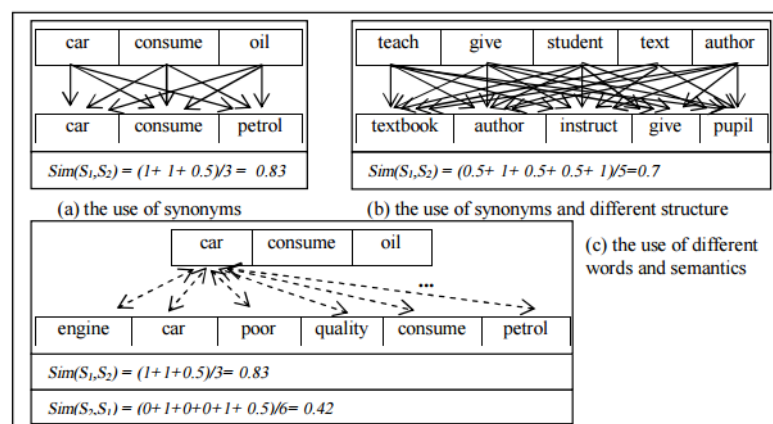 car consume oil
car consume petrol
Sim(S₁,S₂) = (1+ 1+ 0.5)/3 = 0.83
(a) the use of synonyms
teach give student text author
textbook author instruct give pupil
Sim(S₁,S₂) = (0.5+ 1+ 0.5+ 0.5+ 1)/5=0.7
(b) the use of synonyms and different structure
car consume oil
...
engine car poor quality consume petrol
Sim(S₁,S₂) = (1+1+0.5)/3= 0.83
Sim(S₂,S₁) = (0+1+0+0+1+ 0.5)/6= 0.42
(c) the use of different
words and semantics